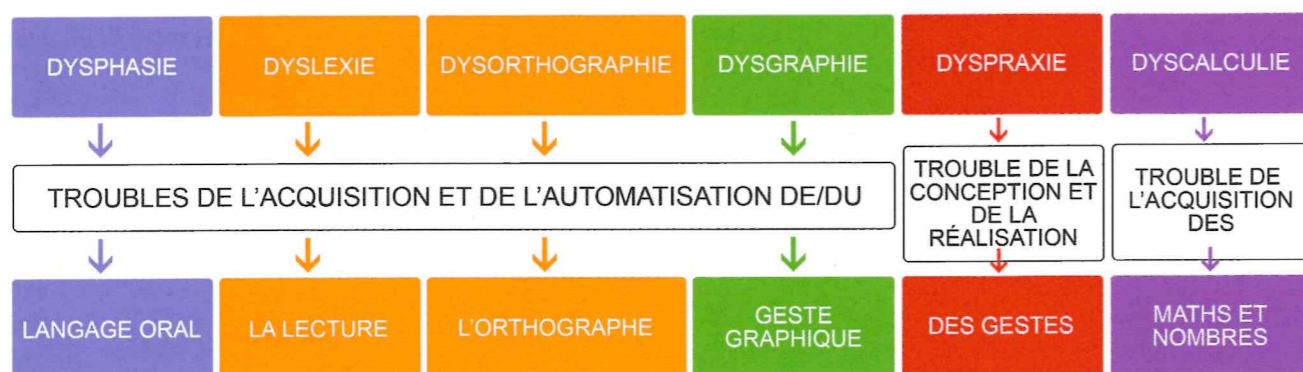 DYSPHASIE
DYSLEXIE
DYSORTHOGRAPHIE
DYSGRAPHIE
DYSPRAXIE
DYSCALCULIE
TROUBLES DE L'ACQUISITION ET DE L'AUTOMATISATION DE/DU
TROUBLE DE LA
CONCEPTION ET
DE LA
RÉALISATION
TROUBLE DE
L'ACQUISITION
DES
LANGAGE ORAL
LA LECTURE
L'ORTHOGRAPHE
GESTE
GRAPHIQUE
DES GESTES
MATHS ET
NOMBRES